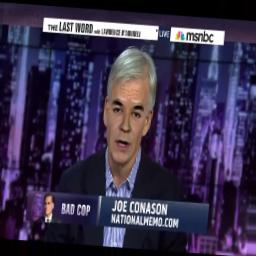 THE LAST WORD WITH LAWRENCE O'DONNELL
LIVE msnbc
BAD COP
JOE CONASON
NATIONALMEMO.COM